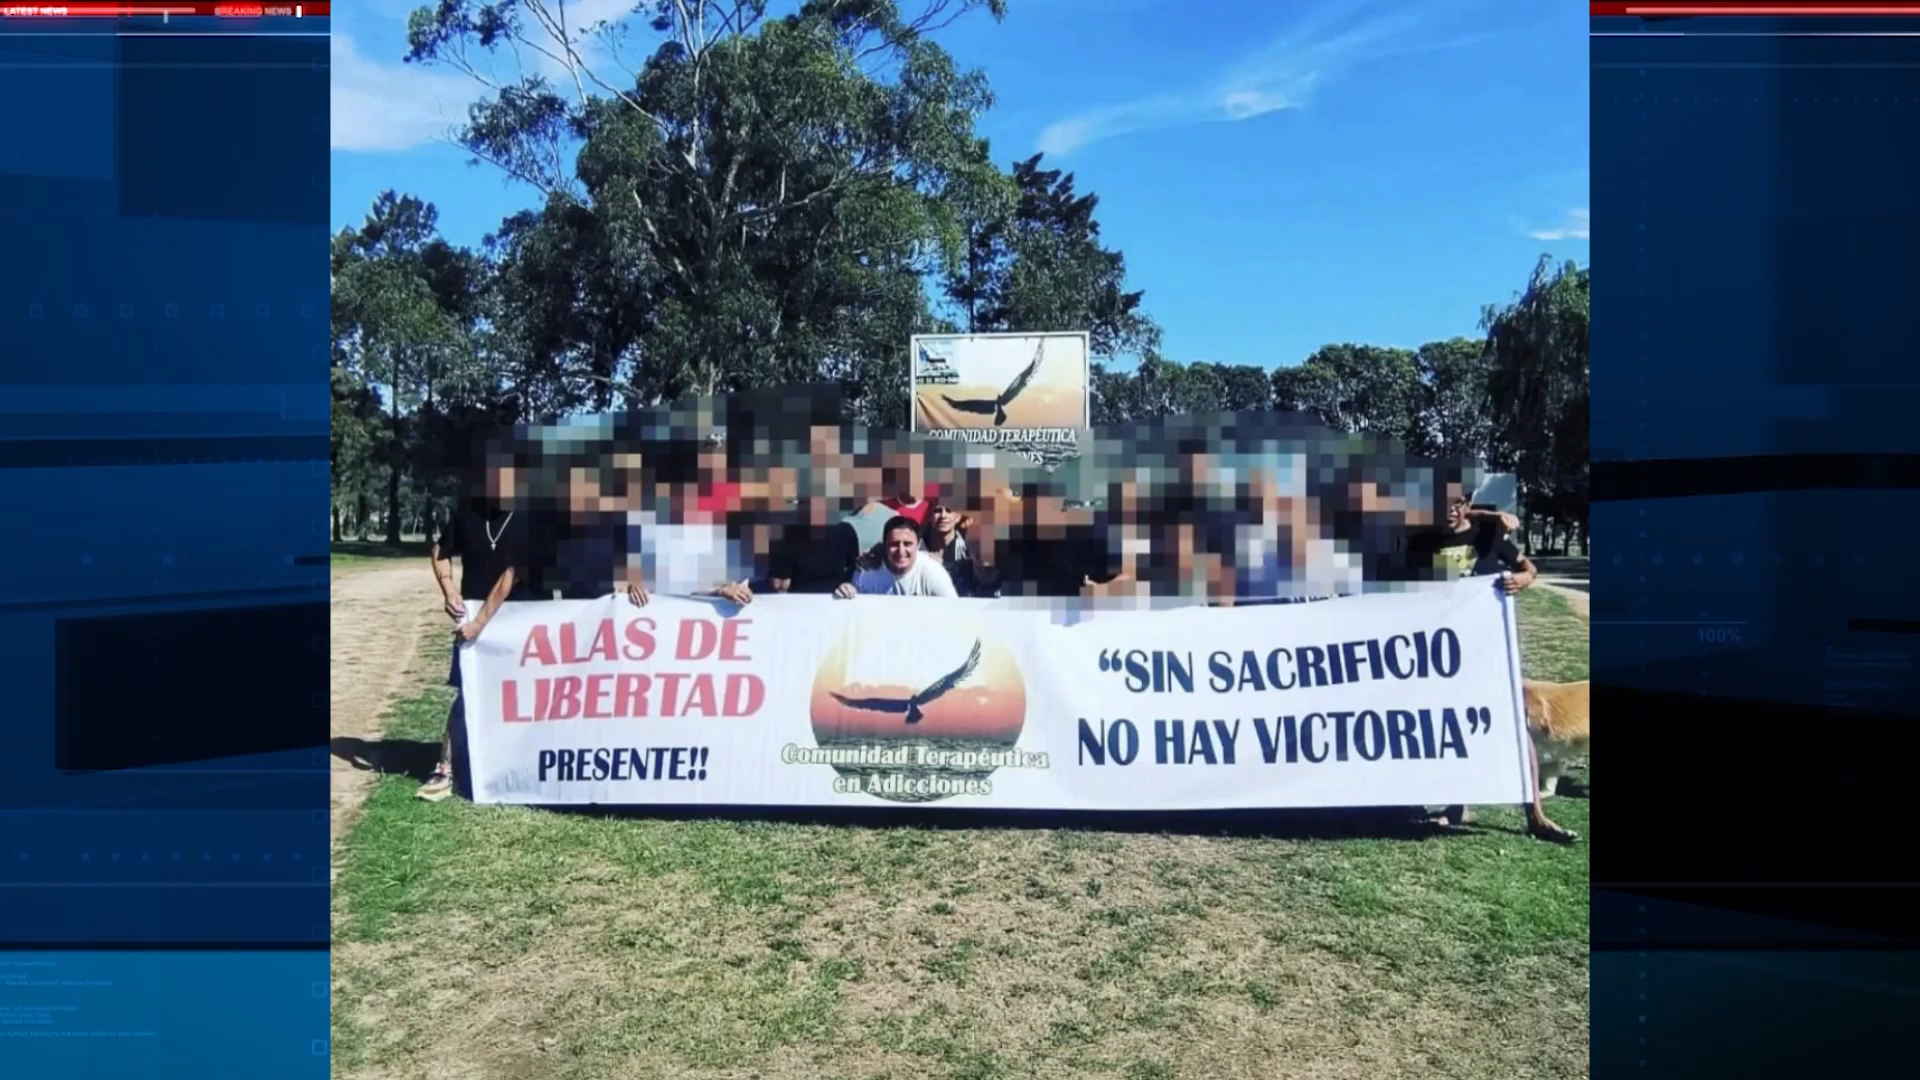 LATEST NEWS
BREAKING NEWS
COMUNIDAD TERAPÉUTICA
ALAS DE
LIBERTAD
PRESENTE!!
Comunidad Terapéutica
en Adicciones
“SIN SACRIFICIO
NO HAY VICTORIA”
100%